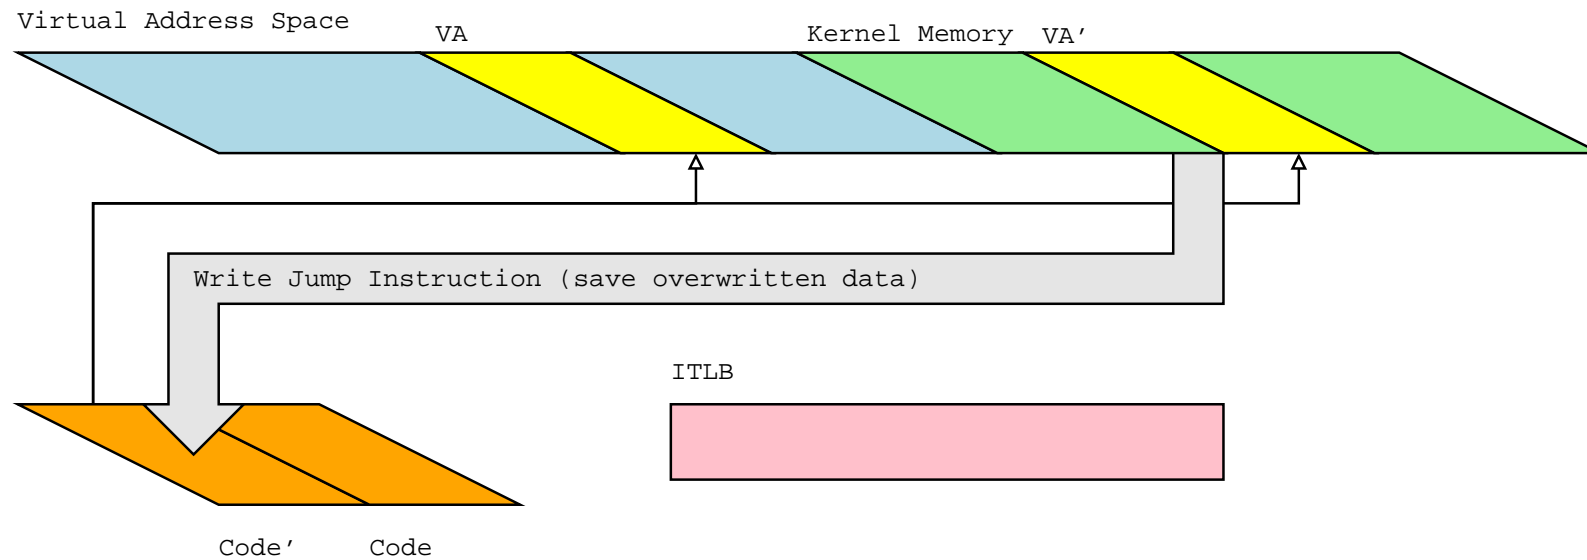 Virtual Address Space
VA
Kernel Memory
VA'
Write Jump Instruction (save overwritten data)
ITLB
Code'
Code